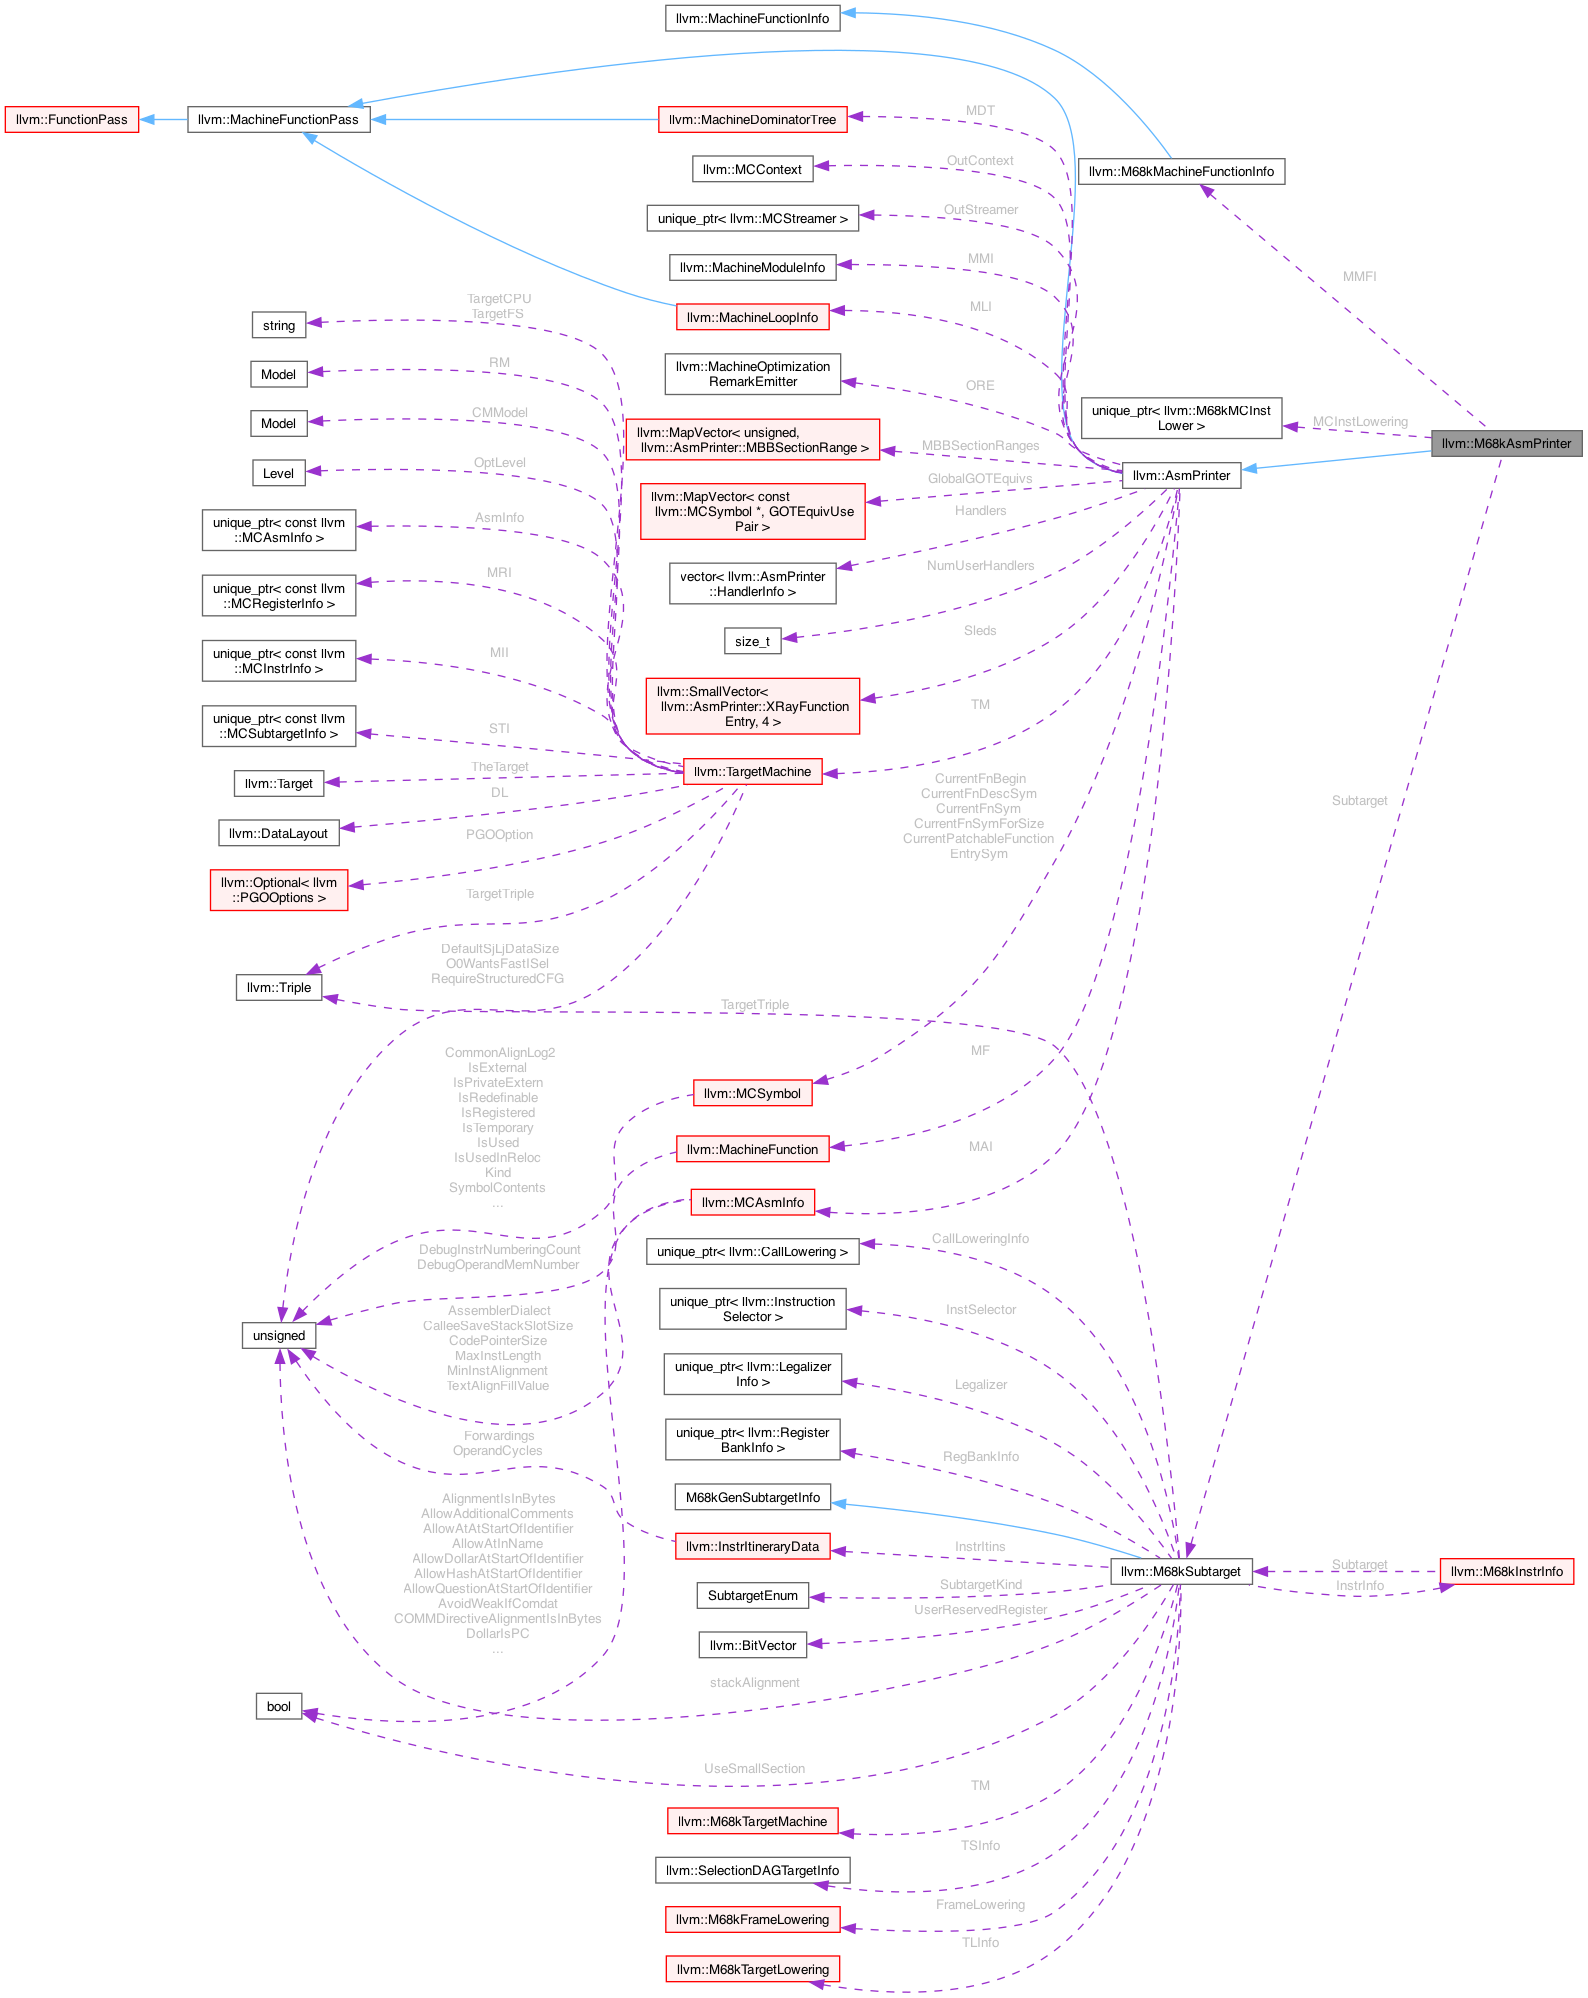 llvm::MachineFunctionInfo
llvm::FunctionPass
llvm::MachineFunctionPass
llvm::MachineDominatorTree
MDT
llvm::MCContext
OutContext
llvm::M68kMachineFunctionInfo
unique_ptr< llvm::MCStreamer >
OutStreamer
llvm::MachineModuleInfo
MMI
MMFI
string
TargetCPU
TargetFS
llvm::MachineLoopInfo
MLI
Model
RM
llvm::MachineOptimization
RemarkEmitter
ORE
Model
CMModel
unique_ptr< llvm::M68kMCInst
Lower >
MCInstLowering
llvm::M68kAsmPrinter
llvm::MapVector< unsigned,
llvm::AsmPrinter::MBBSectionRange >
MBBSectionRanges
Level
OptLevel
llvm::AsmPrinter
llvm::MapVector< const
llvm::MCSymbol *, GOTEquivUse
Pair >
GlobalGOTEquivs
unique_ptr< const llvm
::MCAsmInfo >
AsmInfo
Handlers
vector< llvm::AsmPrinter
::HandlerInfo >
NumUserHandlers
unique_ptr< const llvm
::MCRegisterInfo >
MRI
size_t
Sleds
unique_ptr< const llvm
::MCInstrInfo >
MII
llvm::SmallVector<
llvm::AsmPrinter::XRayFunction
Entry, 4 >
TM
unique_ptr< const llvm
::MCSubtargetInfo >
STI
llvm::TargetMachine
TheTarget
llvm::Target
DL
llvm::DataLayout
PGOOption
CurrentFnBegin
CurrentFnDescSym
CurrentFnSym
CurrentFnSymForSize
CurrentPatchableFunction
EntrySym
Subtarget
llvm::Optional< llvm
::PGOOptions >
TargetTriple
DefaultSjLjDataSize
O0WantsFastISel
RequireStructuredCFG
llvm::Triple
TargetTriple
CommonAlignLog2
IsExternal
IsPrivateExtern
IsRedefinable
IsRegistered
IsTemporary
IsUsed
IsUsedInReloc
Kind
SymbolContents
...
MF
llvm::MCSymbol
llvm::MachineFunction
MAI
llvm::MCAsmInfo
DebugInstrNumberingCount
DebugOperandMemNumber
unique_ptr< llvm::CallLowering >
CallLoweringInfo
unsigned
AssemblerDialect
CalleeSaveStackSlotSize
CodePointerSize
MaxInstLength
MinInstAlignment
TextAlignFillValue
unique_ptr< llvm::Instruction
Selector >
InstSelector
unique_ptr< llvm::Legalizer
Info >
Legalizer
Forwardings
OperandCycles
unique_ptr< llvm::Register
BankInfo >
RegBankInfo
M68kGenSubtargetInfo
AlignmentIsInBytes
AllowAdditionalComments
AllowAtAtStartOfIdentifier
AllowAtInName
AllowDollarAtStartOfIdentifier
AllowHashAtStartOfIdentifier
AllowQuestionAtStartOfIdentifier
AvoidWeakIfComdat
COMMDirectiveAlignmentIsInBytes
DollarIsPC
...
llvm::InstrItineraryData
InstrItins
llvm::M68kSubtarget
Subtarget
InstrInfo
llvm::M68kInstrInfo
SubtargetEnum
SubtargetKind
UserReservedRegister
llvm::BitVector
stackAlignment
bool
UseSmallSection
TM
llvm::M68kTargetMachine
TSInfo
llvm::SelectionDAGTargetInfo
FrameLowering
llvm::M68kFrameLowering
TLInfo
llvm::M68kTargetLowering